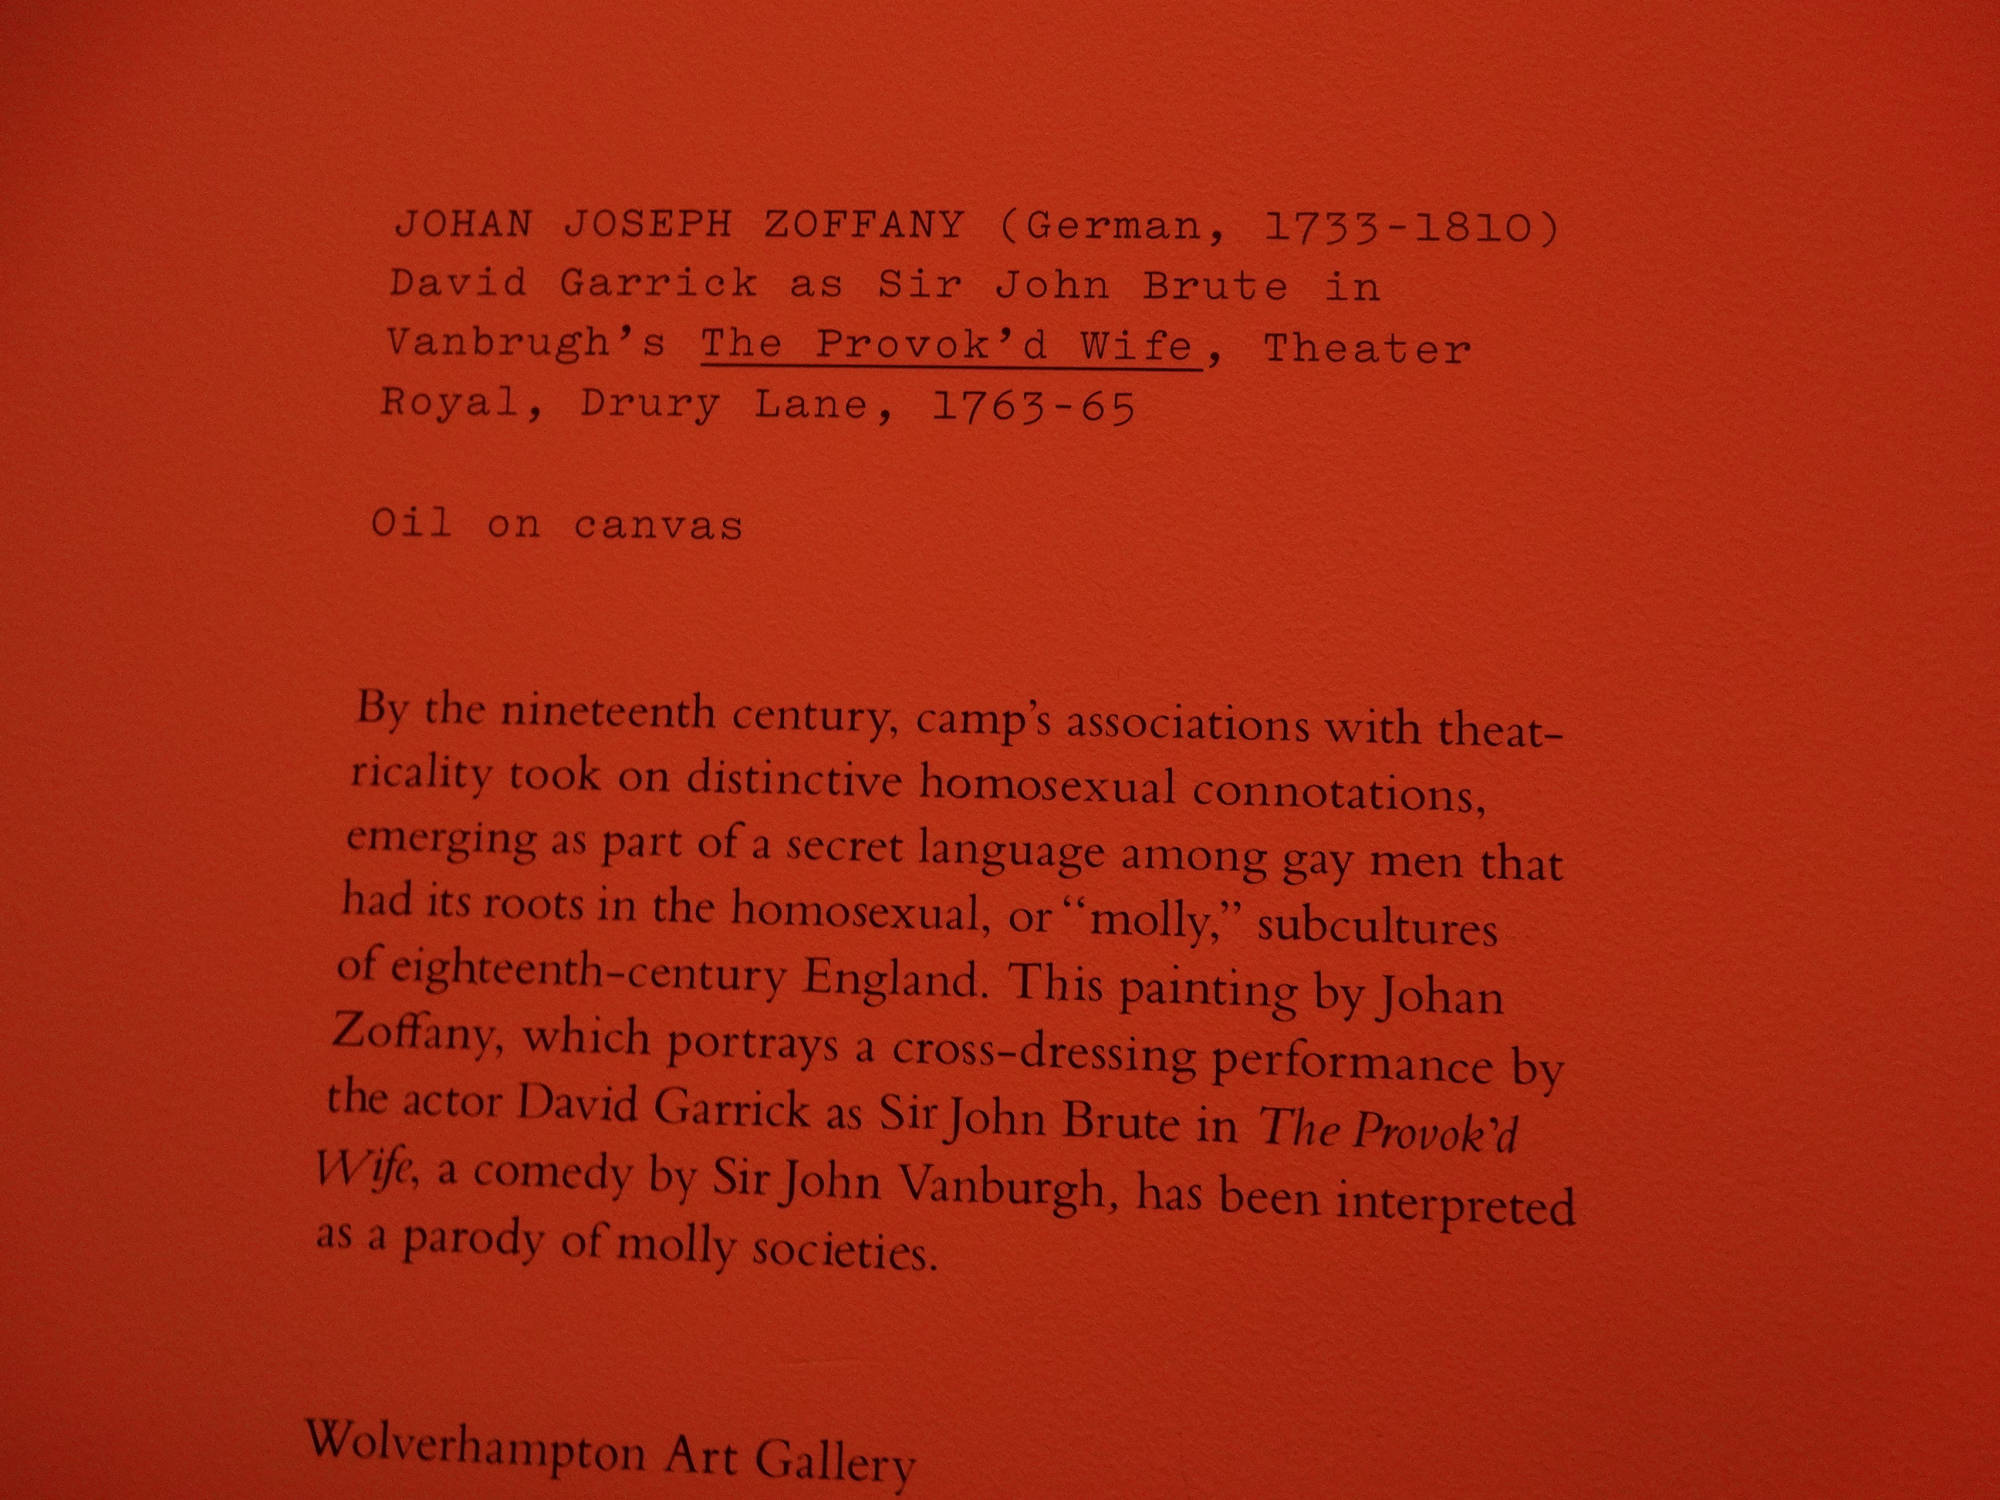 JOHAN JOSEPH ZOFFANY (German, 1733-1810)
David Garrick as Sir John Brute in
Vanbrugh’s The Provok’d Wife, Theater
Royal, Drury Lane, 1763-65
Oil on canvas
By the nineteenth century, camp’s associations with theat-
ricality took on distinctive homosexual connotations,
emerging as part of a secret language among gay men that
had its roots in the homosexual, or “molly,” subcultures
of eighteenth-century England. This painting by Johan
Zoffany, which portrays a cross-dressing performance by
the actor David Garrick as Sir John Brute in The Provok’d
Wife, a comedy by Sir John Vanburgh, has been interpreted
as a parody of molly societies.
Wolverhampton Art Gallery